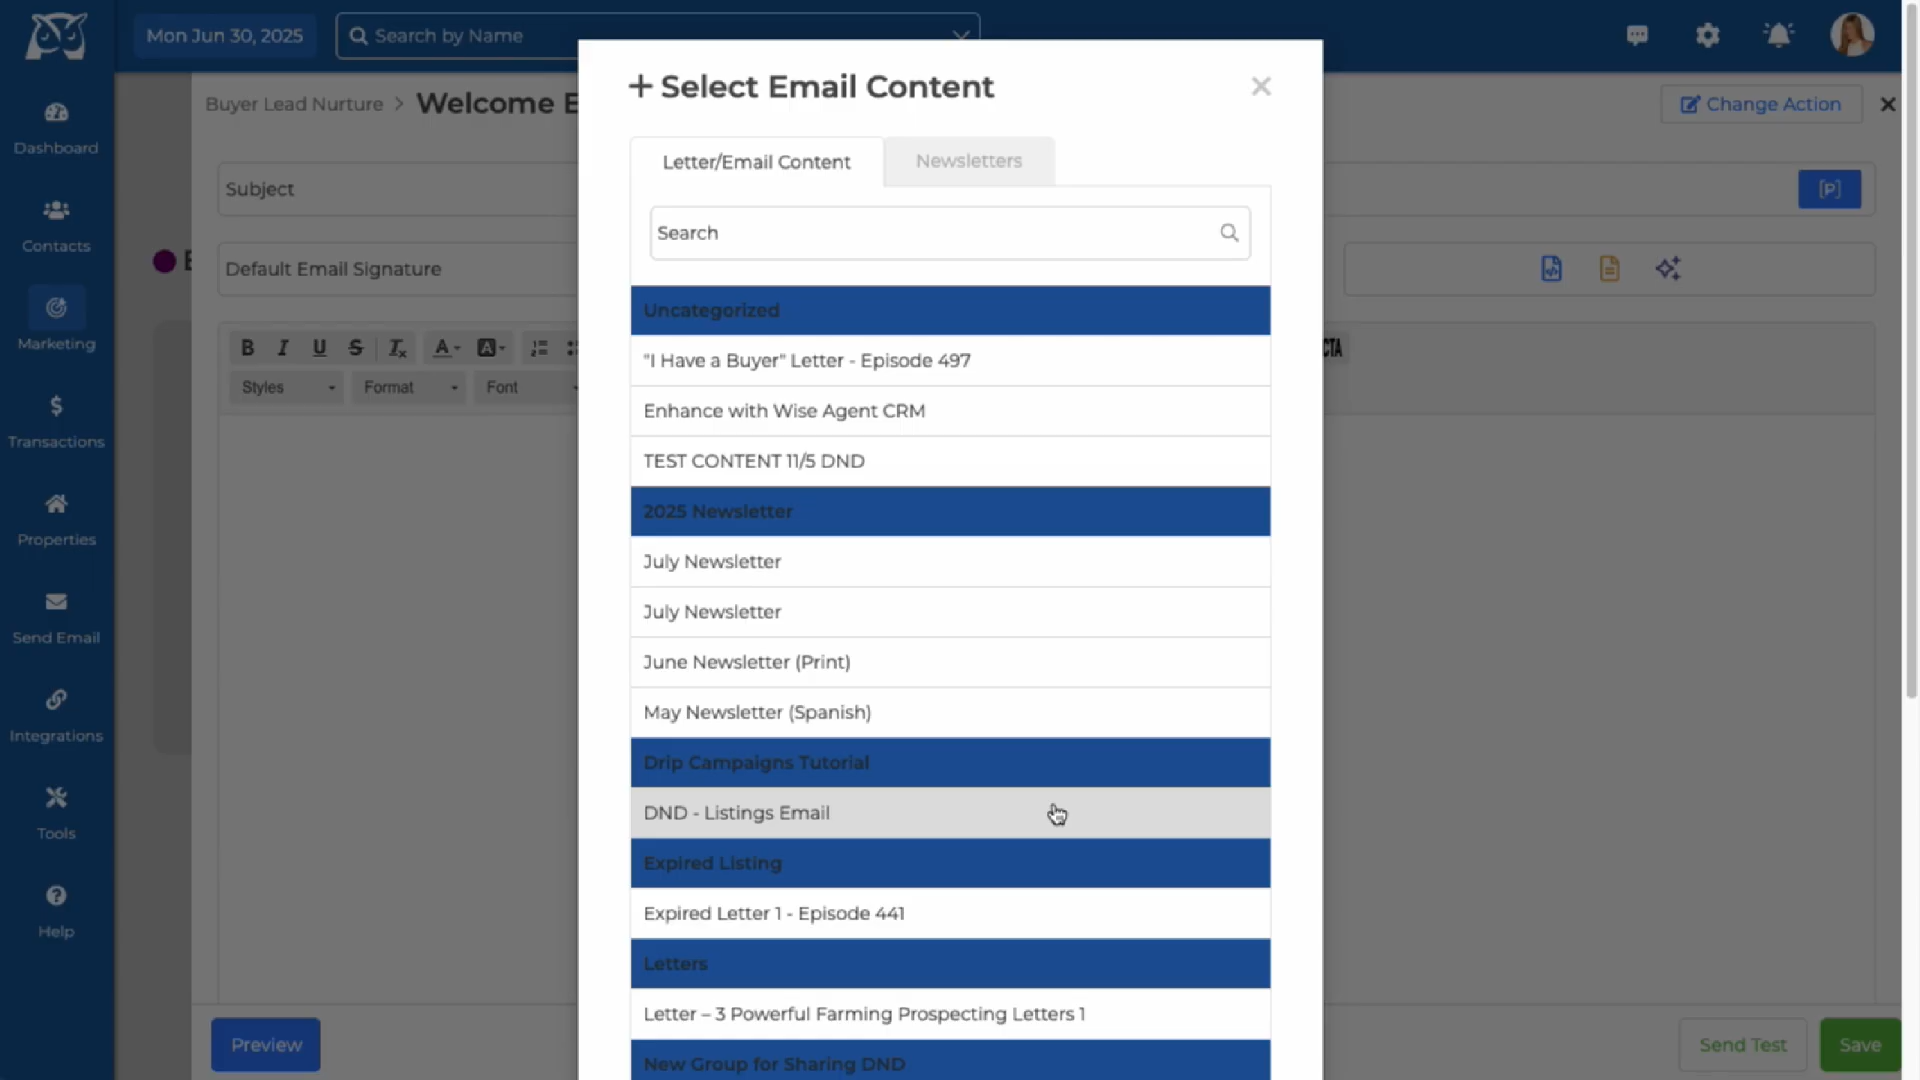 Mon Jun 30, 2025
Search by Name
Dashboard
Contacts
Marketing
Transactions
Properties
Send Email
Integrations
Tools
Help
Buyer Lead Nurture > Welcome E
Change Action
Subject
[P]
Default Email Signature
B I U S Ix A A
Styles Format Font
CTA
Preview
Send Test
Save
+ Select Email Content
Letter/Email Content
Newsletters
Search
Uncategorized
"I Have a Buyer" Letter - Episode 497
Enhance with Wise Agent CRM
TEST CONTENT 11/5 DND
2025 Newsletter
July Newsletter
July Newsletter
June Newsletter (Print)
May Newsletter (Spanish)
Drip Campaigns Tutorial
DND - Listings Email
Expired Listing
Expired Letter 1 - Episode 441
Letters
Letter – 3 Powerful Farming Prospecting Letters 1
New Group for Sharing DND